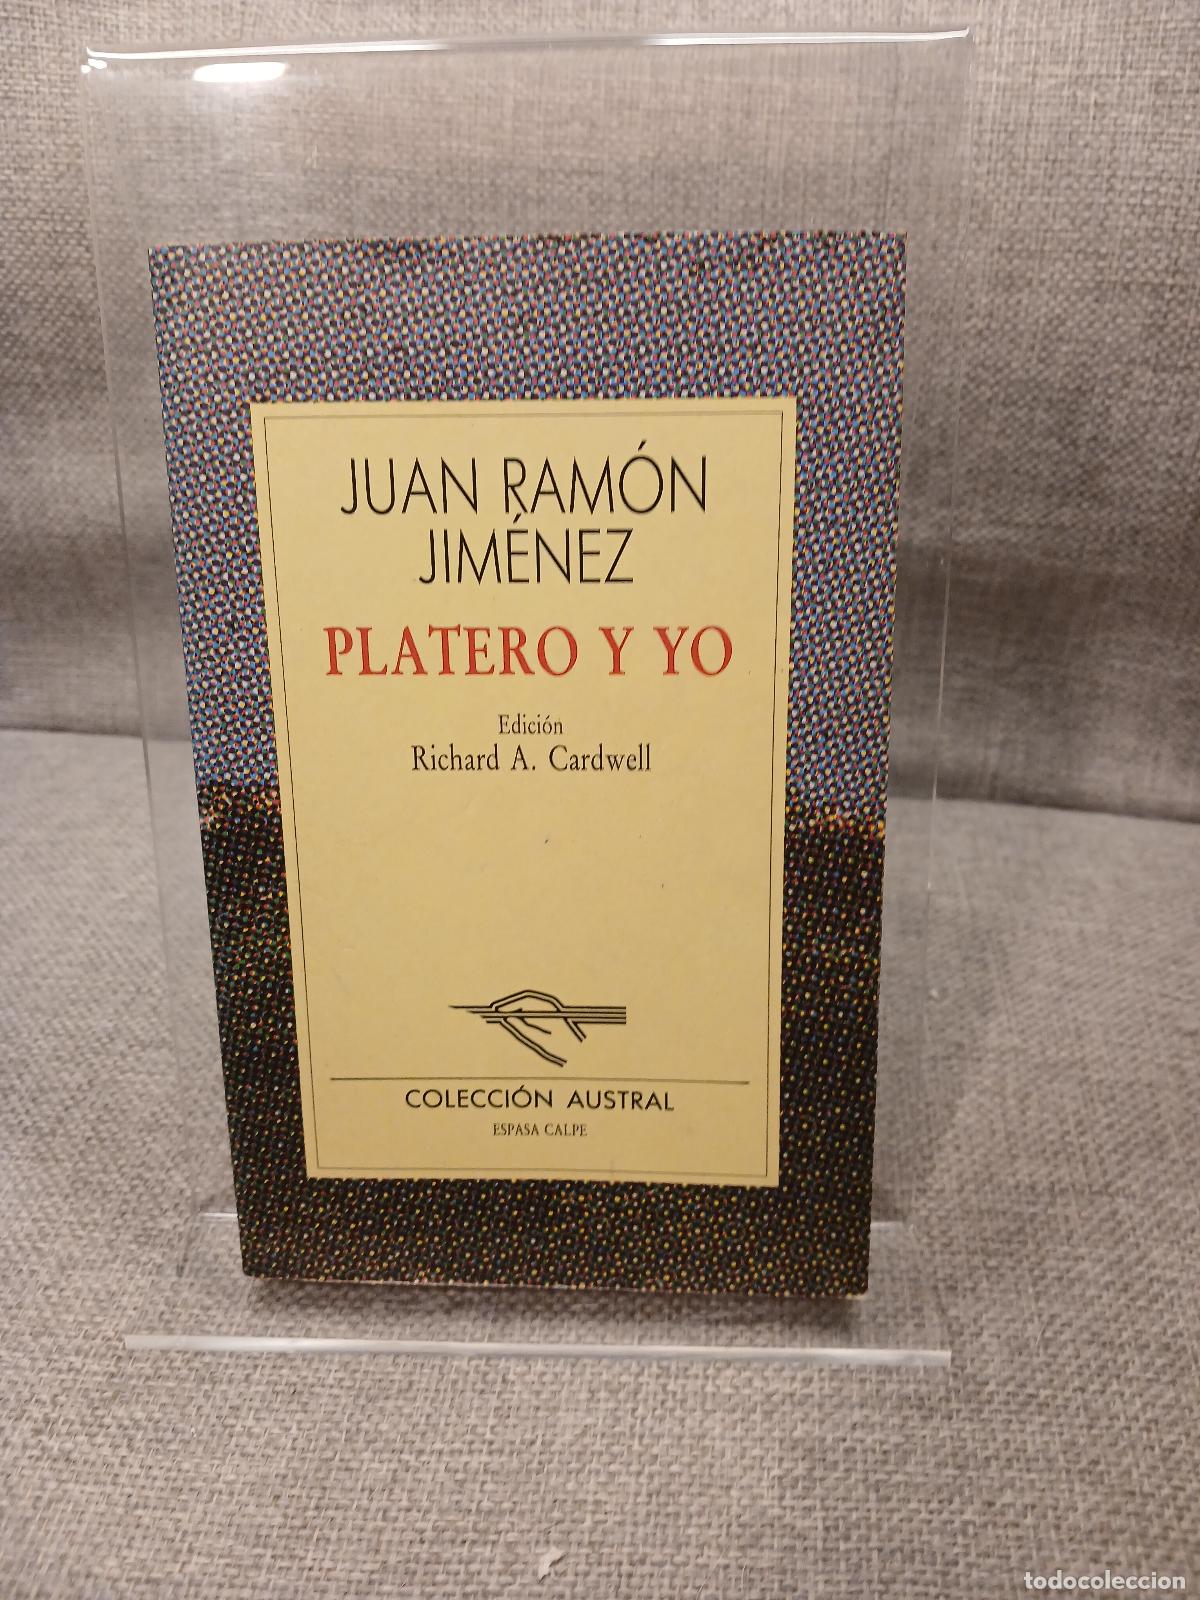 JUAN RAMÓN
JIMÉNEZ
PLATERO Y YO
Edición
Richard A. Cardwell
COLECCIÓN AUSTRAL
ESPASA CALPE
todocoleccion